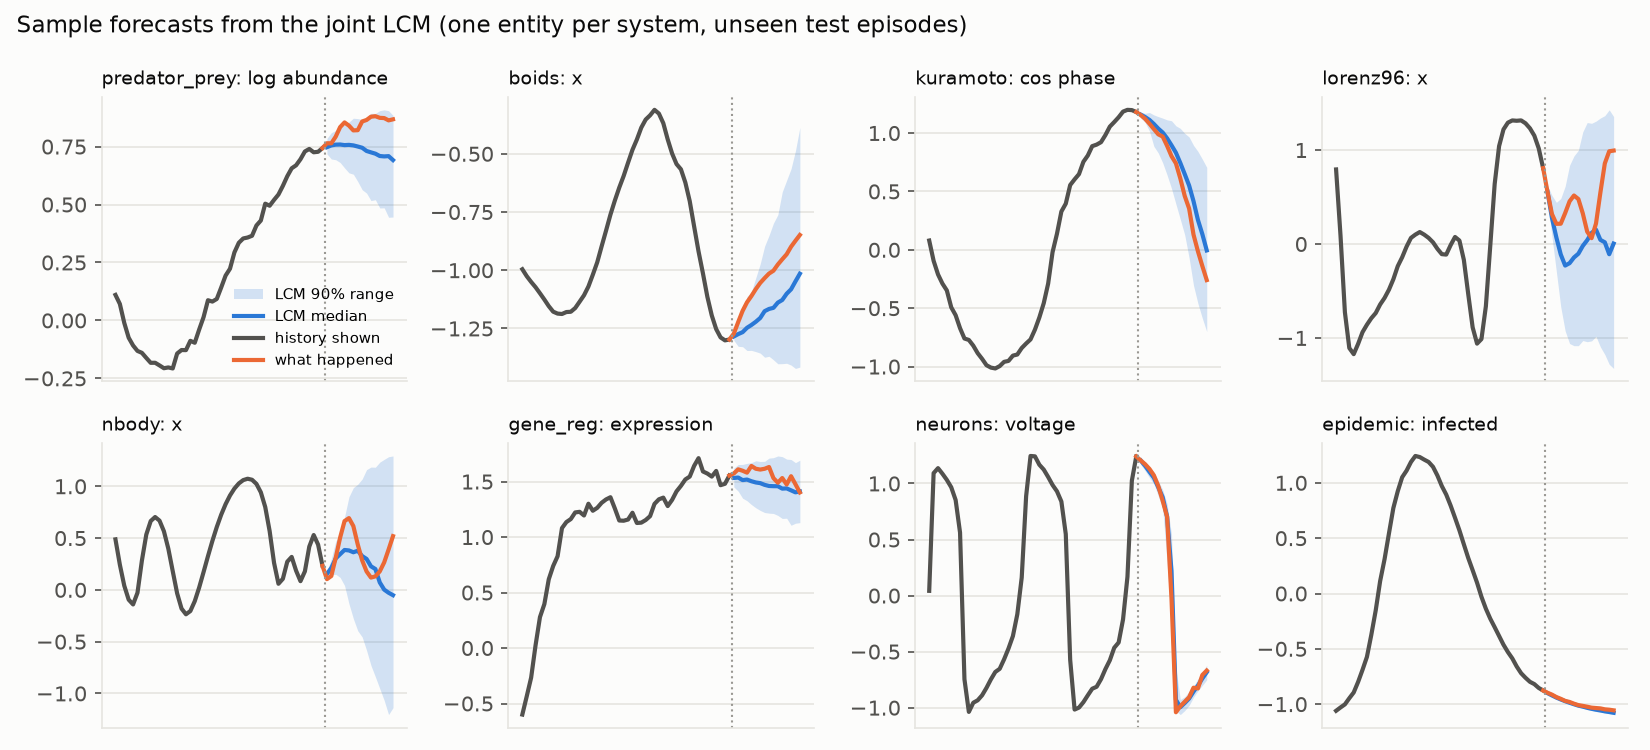 Sample forecasts from the joint LCM (one entity per system, unseen test episodes)
predator_prey: log abundance
0.75
0.50
0.25
0.00
−0.25
LCM 90% range
LCM median
history shown
what happened
boids: x
−0.50
−0.75
−1.00
−1.25
kuramoto: cos phase
1.0
0.5
0.0
−0.5
−1.0
lorenz96: x
1
0
−1
nbody: x
1.0
0.5
0.0
−0.5
−1.0
gene_reg: expression
1.5
1.0
0.5
0.0
−0.5
neurons: voltage
1.0
0.5
0.0
−0.5
−1.0
epidemic: infected
1.0
0.5
0.0
−0.5
−1.0